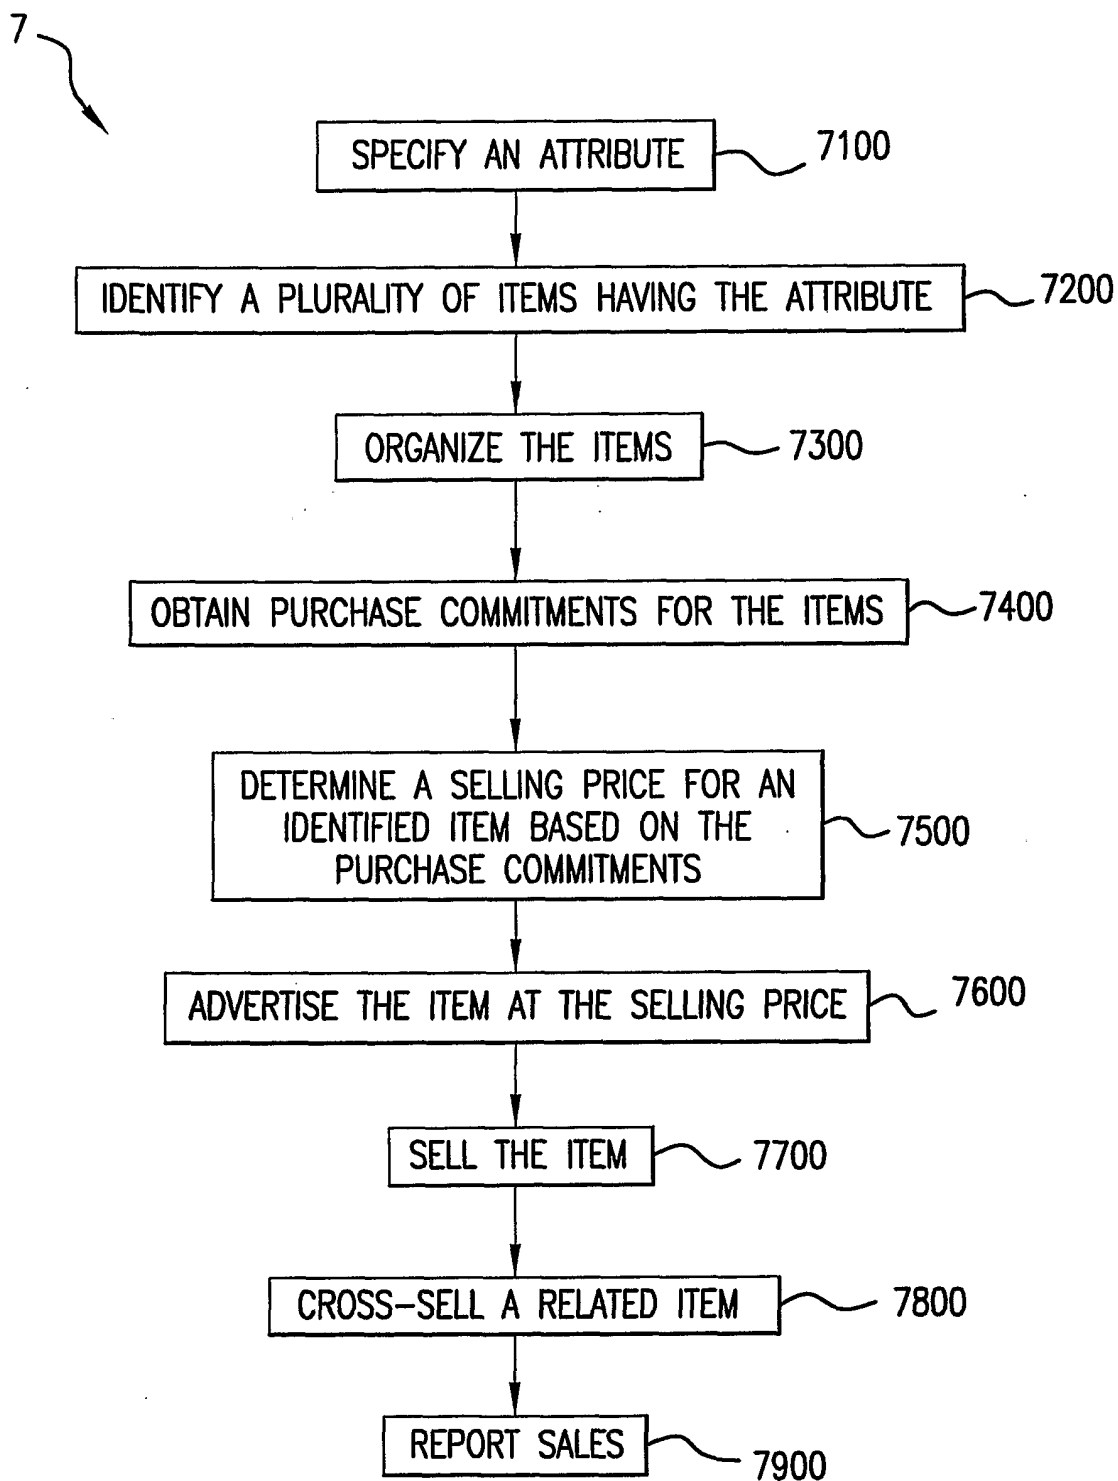 7
SPECIFY AN ATTRIBUTE
7100
IDENTIFY A PLURALITY OF ITEMS HAVING THE ATTRIBUTE
7200
ORGANIZE THE ITEMS
7300
OBTAIN PURCHASE COMMITMENTS FOR THE ITEMS
7400
DETERMINE A SELLING PRICE FOR AN
IDENTIFIED ITEM BASED ON THE
PURCHASE COMMITMENTS
7500
ADVERTISE THE ITEM AT THE SELLING PRICE
7600
SELL THE ITEM
7700
CROSS-SELL A RELATED ITEM
7800
REPORT SALES
7900